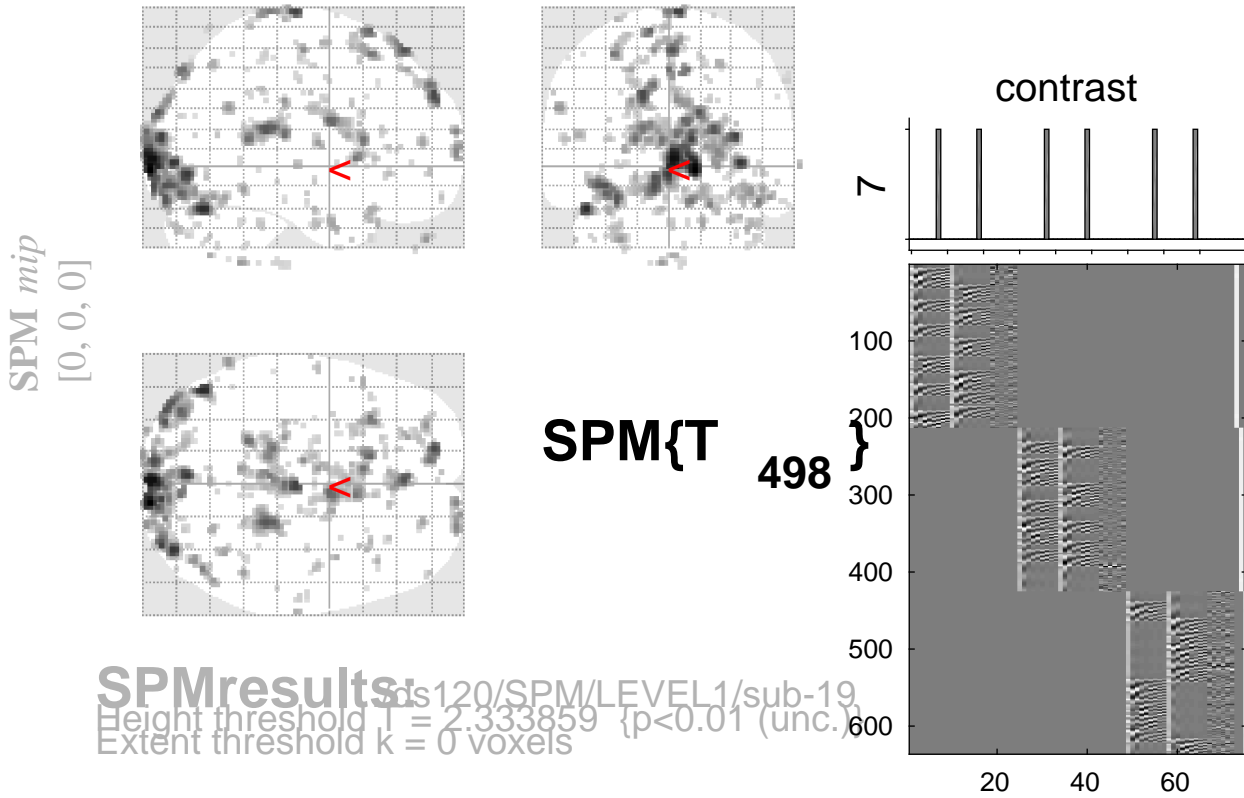 SPM mip
[0, 0, 0]
<
<
<
SPM{T498}
contrast
7
100
200
300
400
500
600
20
40
60
SPMresults: /ds120/SPM/LEVEL1/sub-19
Height threshold T = 2.333859 {p<0.01 (unc.)}
Extent threshold k = 0 voxels